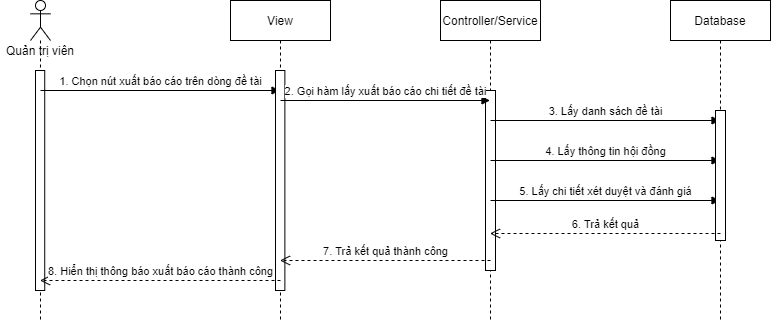 View
Controller/Service
Database
Quản trị viên
1. Chọn nút xuất báo cáo trên dòng đề tài
2. Gọi hàm lấy xuất báo cáo chi tiết đề tài
3. Lấy danh sách đề tài
4. Lấy thông tin hội đồng
5. Lấy chi tiết xét duyệt và đánh giá
6. Trả kết quả
7. Trả kết quả thành công
8. Hiển thị thông báo xuất báo cáo thành công